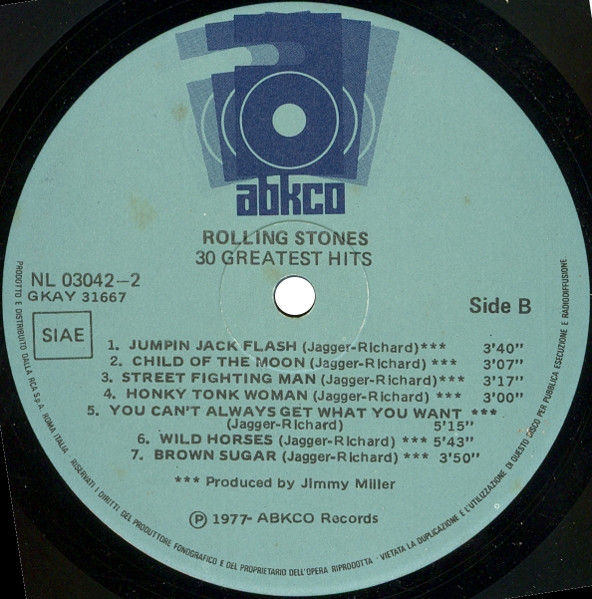 abkco
ROLLING STONES
30 GREATEST HITS
NL 03042-2
GKAY 31667
SIAE
Side B
1. JUMPIN JACK FLASH (Jagger-Richard)*** 3'40"
2. CHILD OF THE MOON (Jagger-Richard)*** 3'07"
3. STREET FIGHTING MAN (Jagger-Richard)*** 3'17"
4. HONKY TONK WOMAN (Jagger-Richard)*** 3'00"
5. YOU CAN'T ALWAYS GET WHAT YOU WANT ***
(Jagger-Richard) 5'15"
6. WILD HORSES (Jagger-Richard) *** 5'43"
7. BROWN SUGAR (Jagger-Richard) *** 3'50"
*** Produced by Jimmy Miller
Ⓟ 1977- ABKCO Records
PRODOTTO E DISTRIBUITO DALLA RCA S.p.A. ROMA ITALIA - RISERVATI I DIRITTI DEL PRODUTTORE FONOGRAFICO E DEL PROPRIETARIO DELL'OPERA RIPRODOTTA - VIETATA LA DUPLICAZIONE E L'UTILIZZAZIONE DI QUESTO DISCO PER PUBBLICA ESECUZIONE E RADIODIFFUSIONE